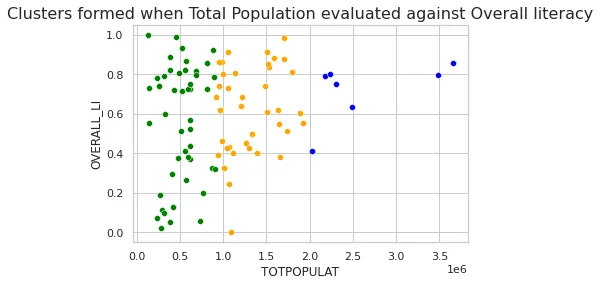 Clusters formed when Total Population evaluated against Overall literacy
1.0
0.8
0.6
0.4
0.2
0.0
OVERALL_LI
0.0 0.5 1.0 1.5 2.0 2.5 3.0 3.5
1e6
TOTPOPULAT